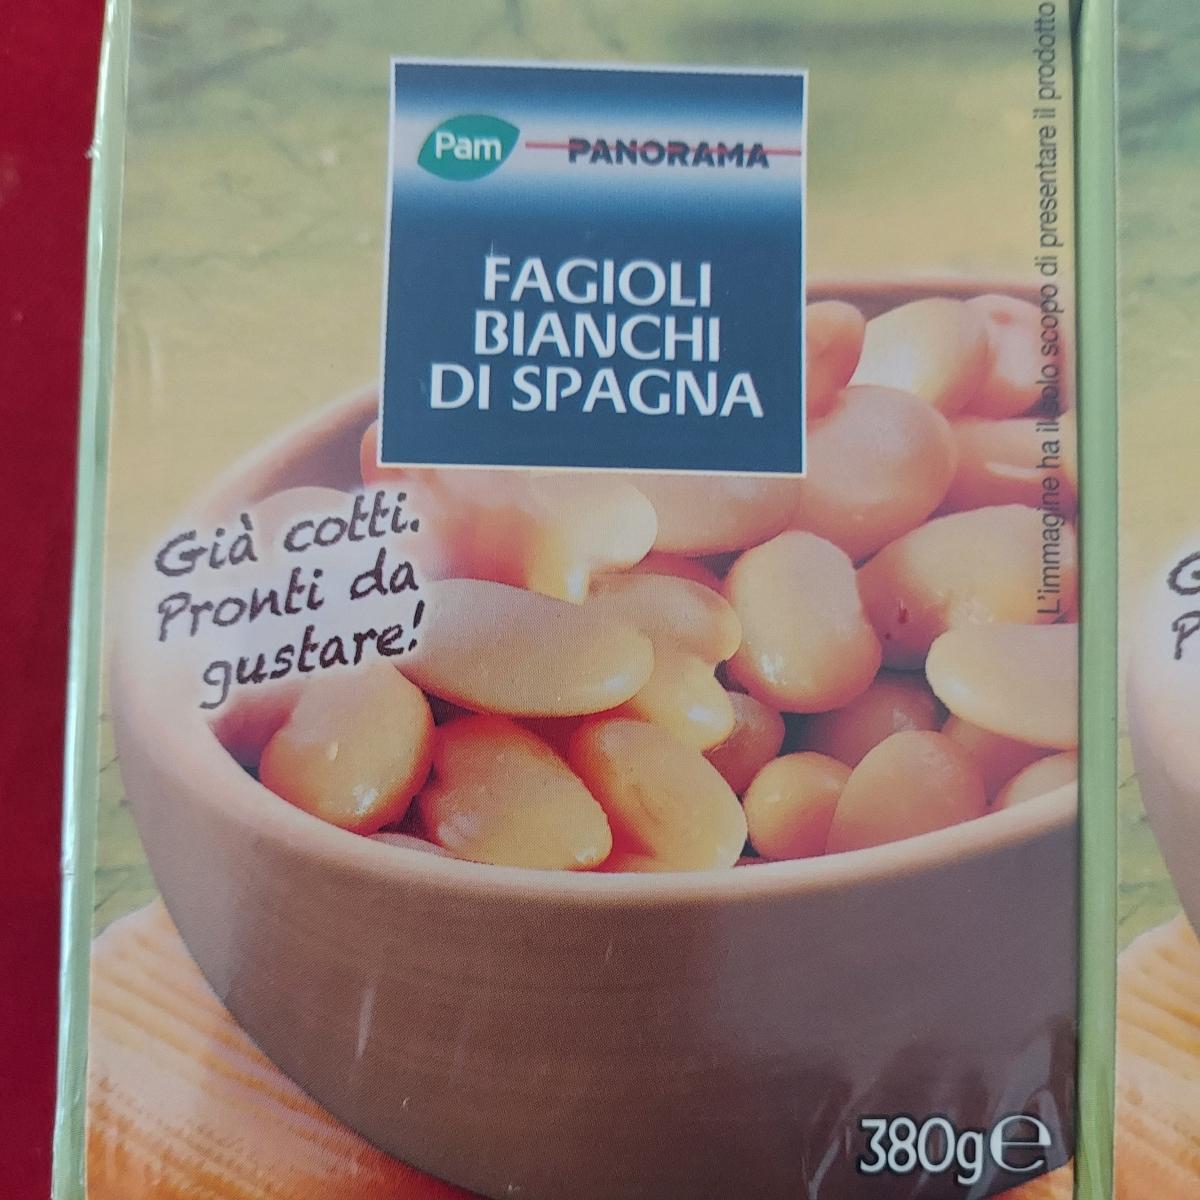 Pam PANORAMA
FAGIOLI
BIANCHI
DI SPAGNA
Già cotti.
Pronti da
gustare!
L'immagine ha il solo scopo di presentare il prodotto
380g e
G
P